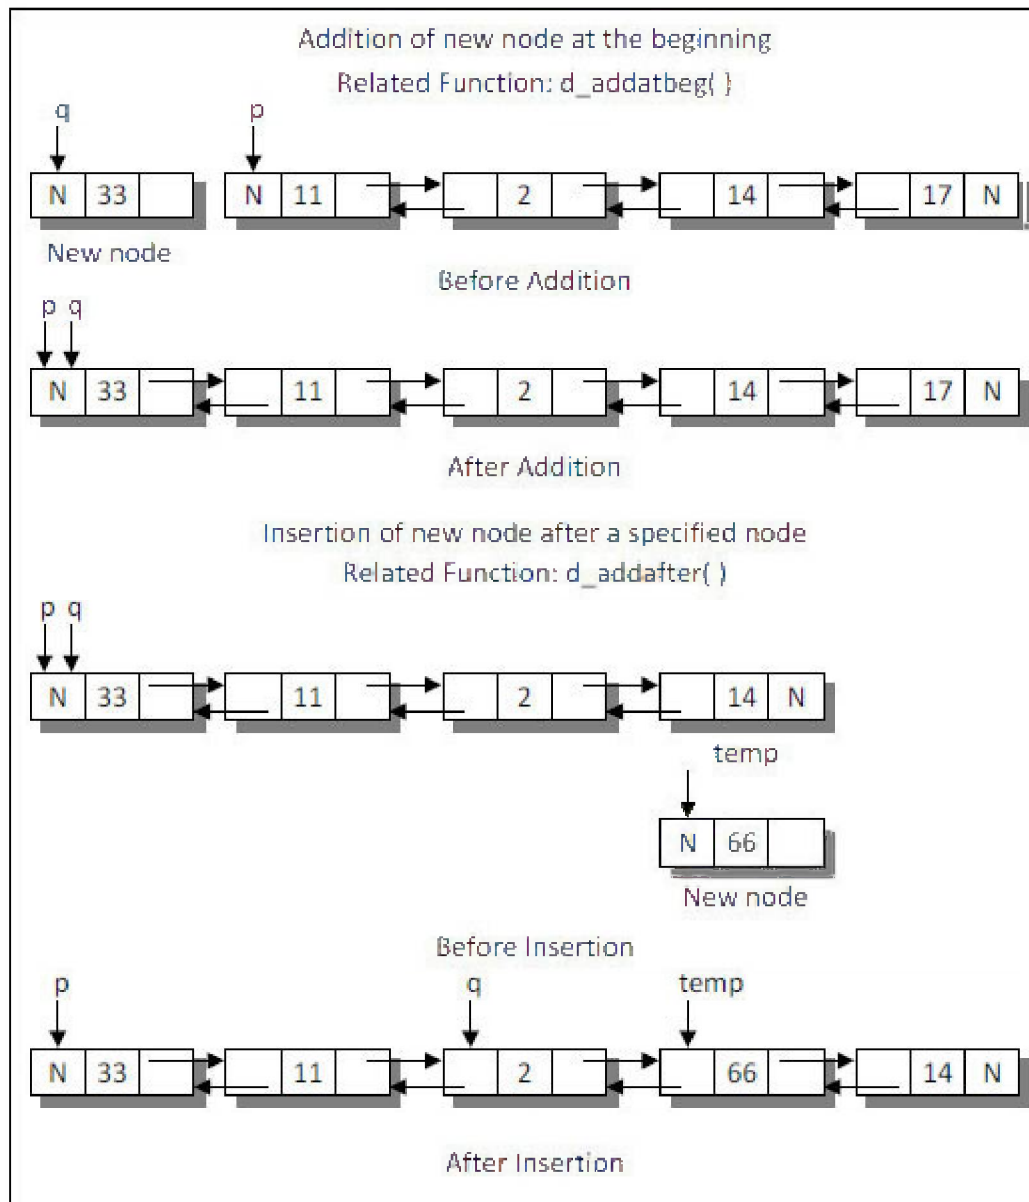 Addition of new node at the beginning
Related Function: d_addatbeg( )
q p
N 33 N 11 2 14 17 N
New node
Before Addition
p q
N 33 11 2 14 17 N
After Addition
Insertion of new node after a specified node
Related Function: d_addafter( )
p q
N 33 11 2 14 N
temp
N 66
New node
Before Insertion
p q temp
N 33 11 2 66 14 N
After Insertion